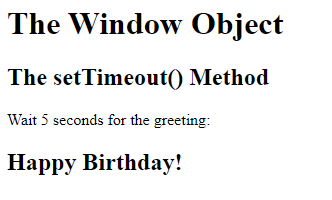 The Window Object
The setTimeout() Method
Wait 5 seconds for the greeting:
Happy Birthday!